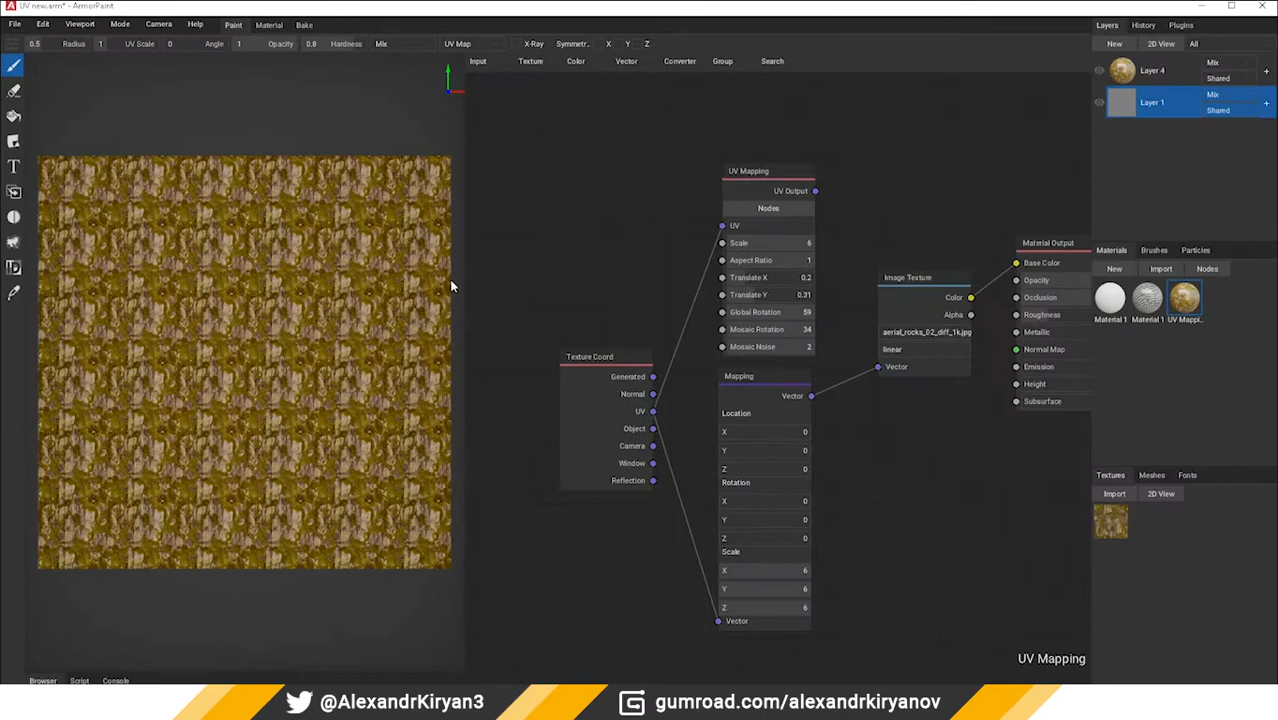 UV new.arm* - ArmorPaint
File Edit Viewport Mode Camera Help Paint Material Bake
0.5 Radius 1 UV Scale 0 Angle 1 Opacity 0.8 Hardness Mix UV Map X-Ray Symmetr.. X Y Z
Input Texture Color Vector Converter Group Search
UV Mapping
UV Output
Nodes
UV
Scale 6
Aspect Ratio 1
Translate X 0.2
Translate Y 0.31
Global Rotation 59
Mosaic Rotation 34
Mosaic Noise 2
Texture Coord
Generated
Normal
UV
Object
Camera
Window
Reflection
Mapping
Vector
Location
X 0
Y 0
Z 0
Rotation
X 0
Y 0
Z 0
Scale
X 6
Y 6
Z 6
Vector
Image Texture
Color
Alpha
aerial_rocks_02_diff_1k.jpg
linear
Vector
Material Output
Base Color
Opacity
Occlusion
Roughness
Metallic
Normal Map
Emission
Height
Subsurface
UV Mapping
Layers History Plugins
New 2D View All
Layer 4 Mix
Shared +
Layer 1 Mix
Shared +
Materials Brushes Particles
New Import Nodes
Material 1 Material 1 UV Mappi..
Textures Meshes Fonts
Import 2D View
Browser Script Console
@AlexandrKiryan3 gumroad.com/alexandrkiryanov